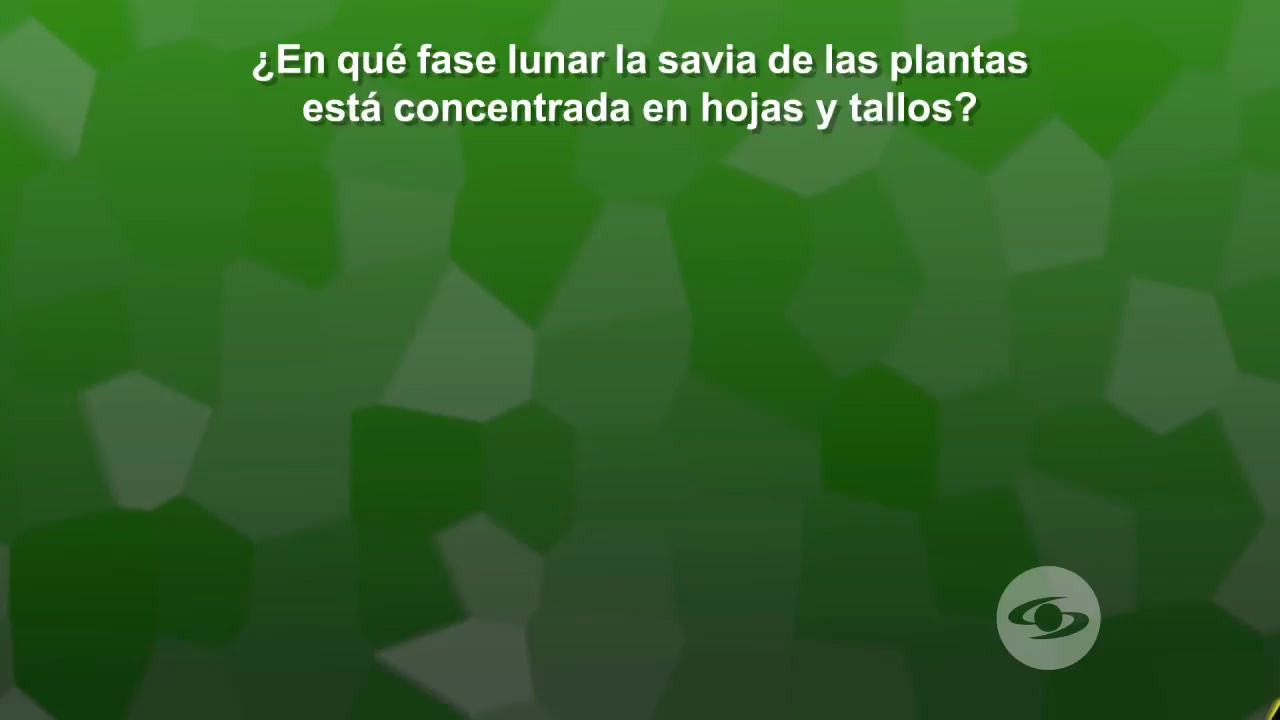 ¿En qué fase lunar la savia de las plantas
está concentrada en hojas y tallos?